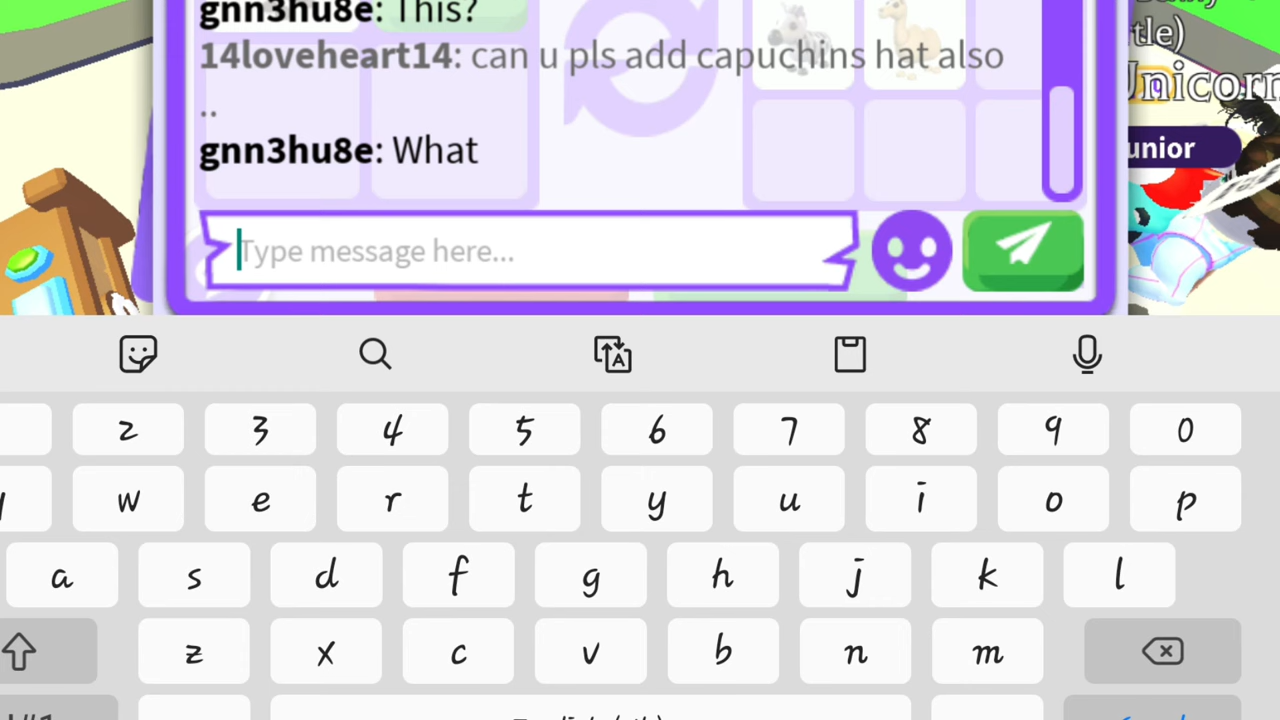 gnn3hu8e: This?
14loveheart14: can u pls add capuchins hat also
..
gnn3hu8e: What
tle)
Unicorn
unior
Type message here...
2 3 4 5 6 7 8 9 0
w e r t y u i o p
a s d f g h j k l
z x c v b n m